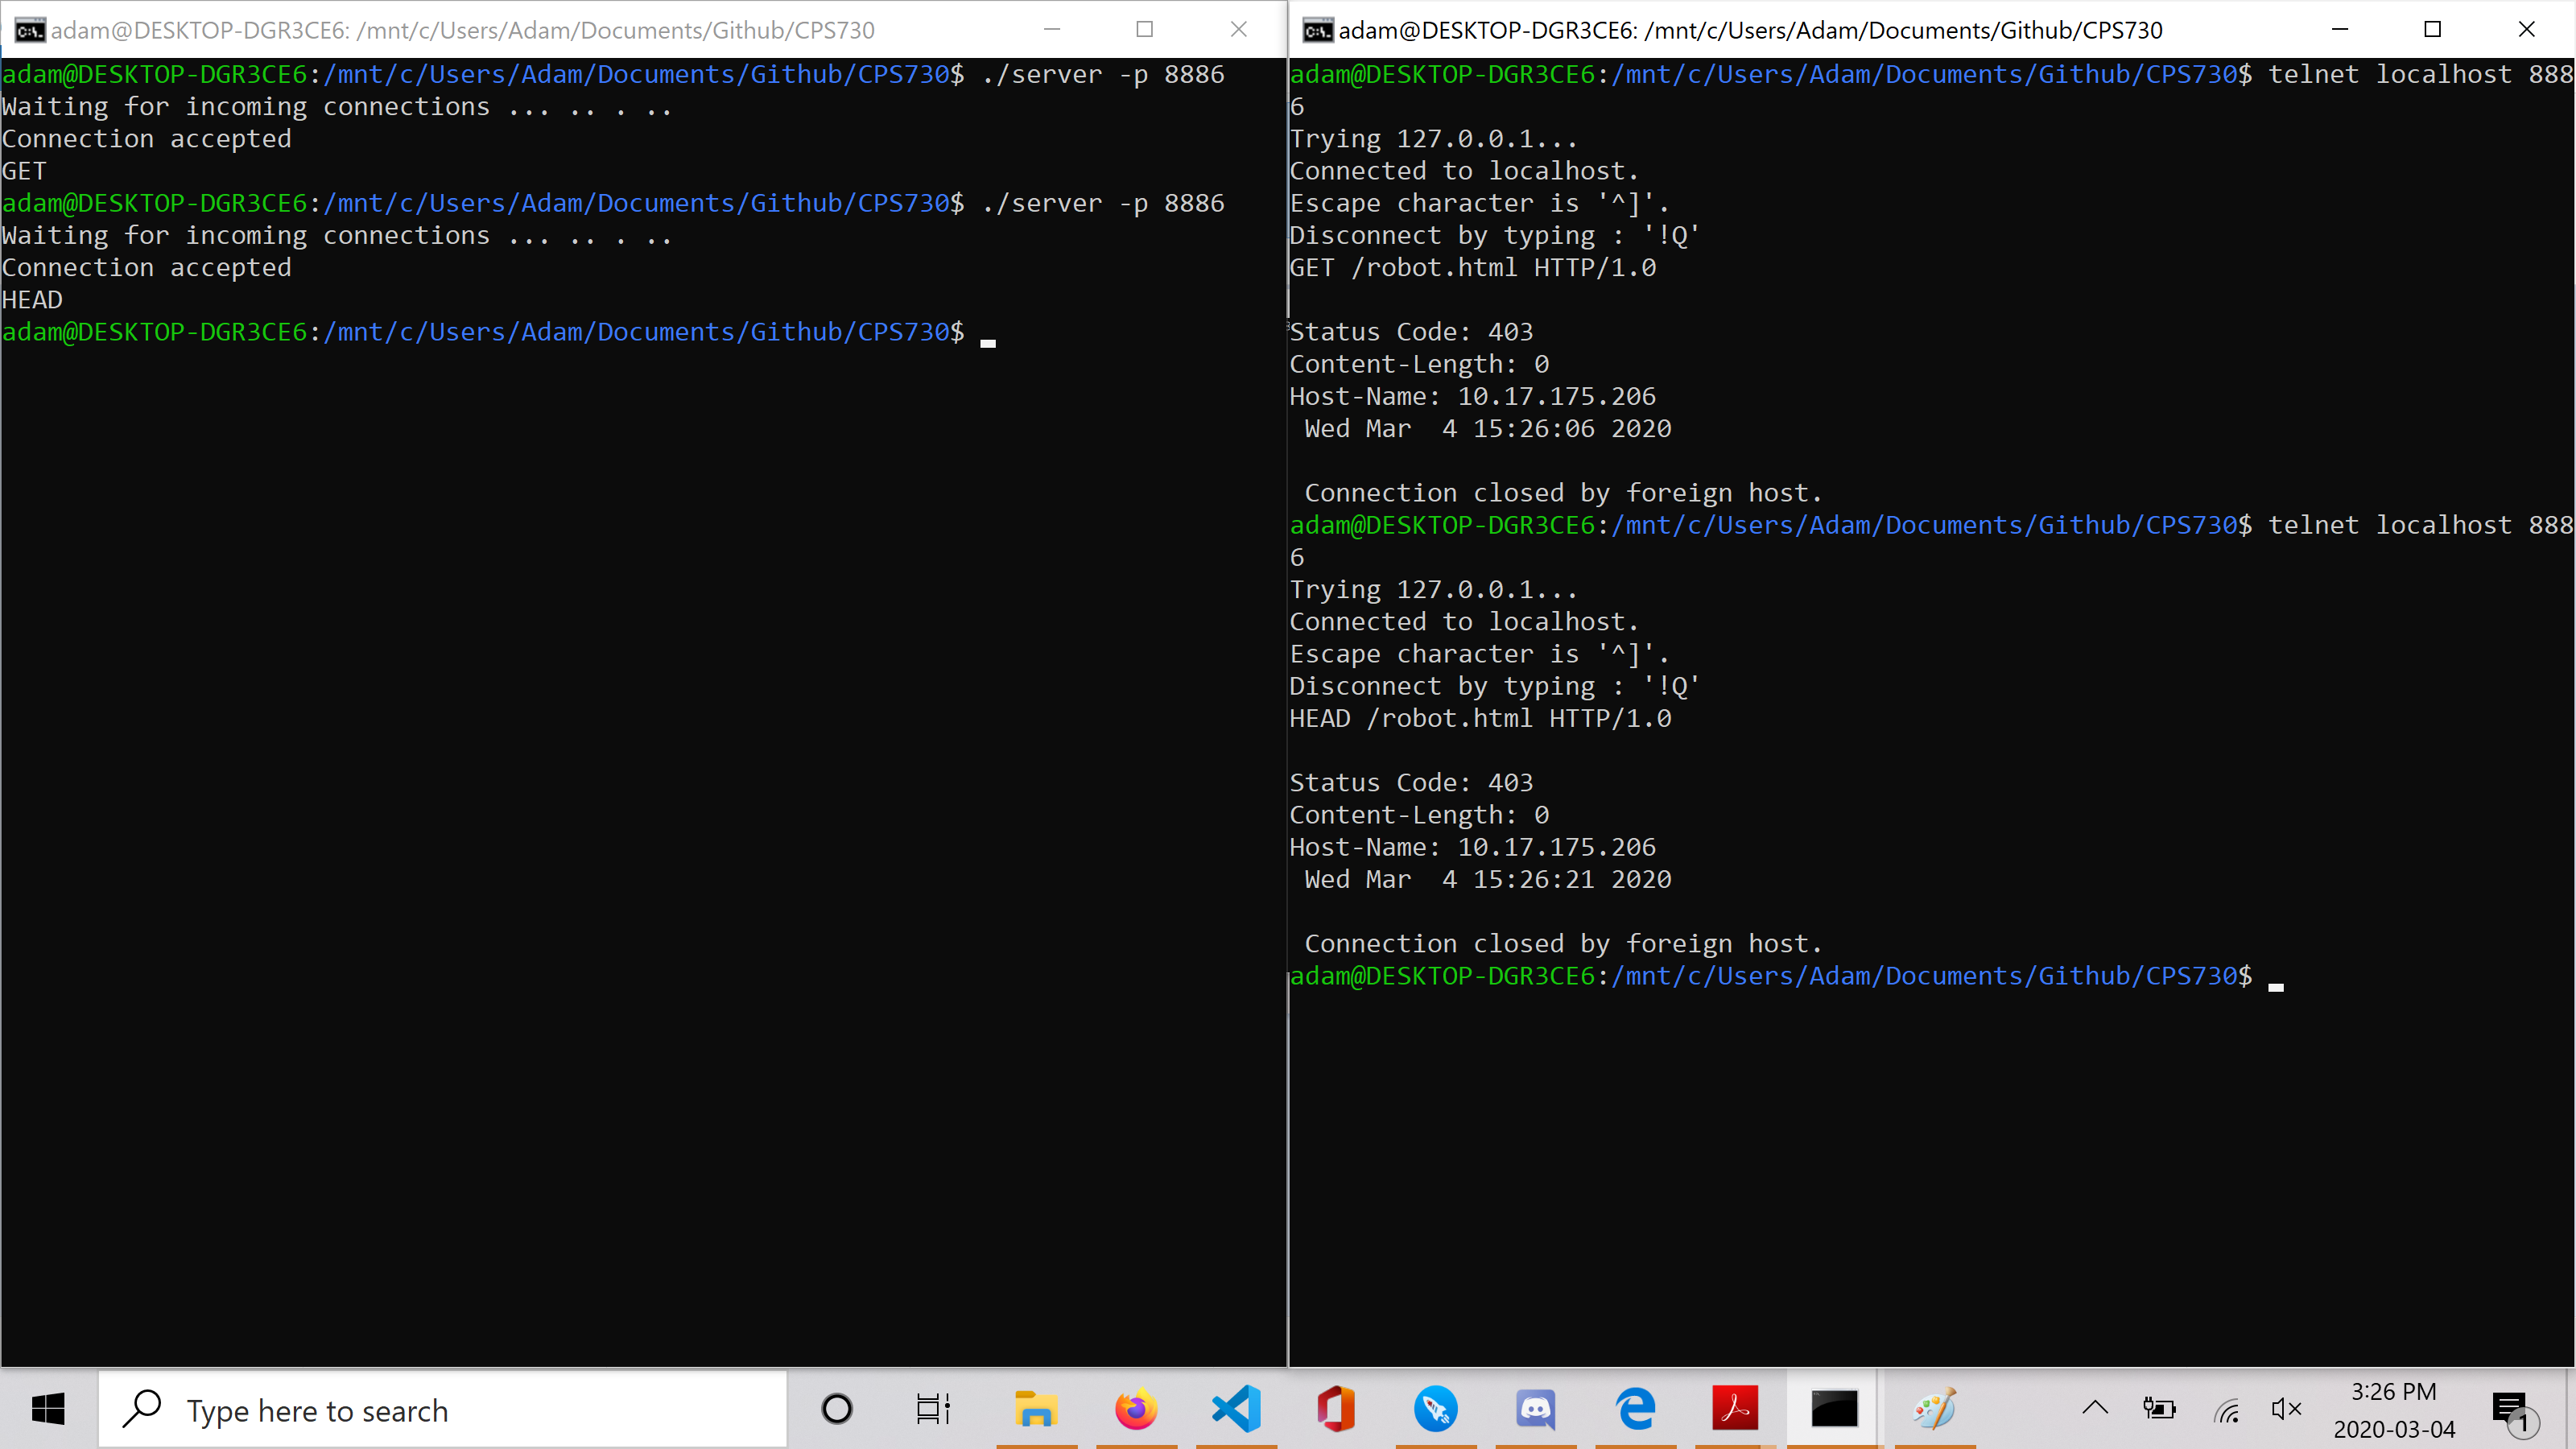 adam@DESKTOP-DGR3CE6: /mnt/c/Users/Adam/Documents/Github/CPS730
adam@DESKTOP-DGR3CE6:/mnt/c/Users/Adam/Documents/Github/CPS730$ ./server -p 8886
Waiting for incoming connections ... .. . ..
Connection accepted
GET
adam@DESKTOP-DGR3CE6:/mnt/c/Users/Adam/Documents/Github/CPS730$ ./server -p 8886
Waiting for incoming connections ... .. . ..
Connection accepted
HEAD
adam@DESKTOP-DGR3CE6:/mnt/c/Users/Adam/Documents/Github/CPS730$
adam@DESKTOP-DGR3CE6: /mnt/c/Users/Adam/Documents/Github/CPS730
adam@DESKTOP-DGR3CE6:/mnt/c/Users/Adam/Documents/Github/CPS730$ telnet localhost 888
6
Trying 127.0.0.1...
Connected to localhost.
Escape character is '^]'.
Disconnect by typing : '!Q'
GET /robot.html HTTP/1.0
Status Code: 403
Content-Length: 0
Host-Name: 10.17.175.206
Wed Mar  4 15:26:06 2020
Connection closed by foreign host.
adam@DESKTOP-DGR3CE6:/mnt/c/Users/Adam/Documents/Github/CPS730$ telnet localhost 888
6
Trying 127.0.0.1...
Connected to localhost.
Escape character is '^]'.
Disconnect by typing : '!Q'
HEAD /robot.html HTTP/1.0
Status Code: 403
Content-Length: 0
Host-Name: 10.17.175.206
Wed Mar  4 15:26:21 2020
Connection closed by foreign host.
adam@DESKTOP-DGR3CE6:/mnt/c/Users/Adam/Documents/Github/CPS730$
Type here to search
3:26 PM
2020-03-04
1